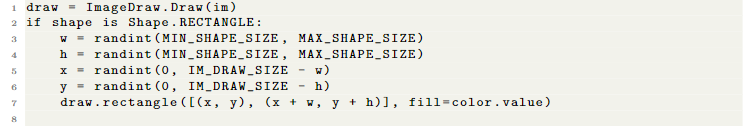 1 draw = ImageDraw.Draw(im)
2 if shape is Shape.RECTANGLE:
3     w = randint(MIN_SHAPE_SIZE, MAX_SHAPE_SIZE)
4     h = randint(MIN_SHAPE_SIZE, MAX_SHAPE_SIZE)
5     x = randint(0, IM_DRAW_SIZE - w)
6     y = randint(0, IM_DRAW_SIZE - h)
7     draw.rectangle([(x, y), (x + w, y + h)], fill=color.value)
8